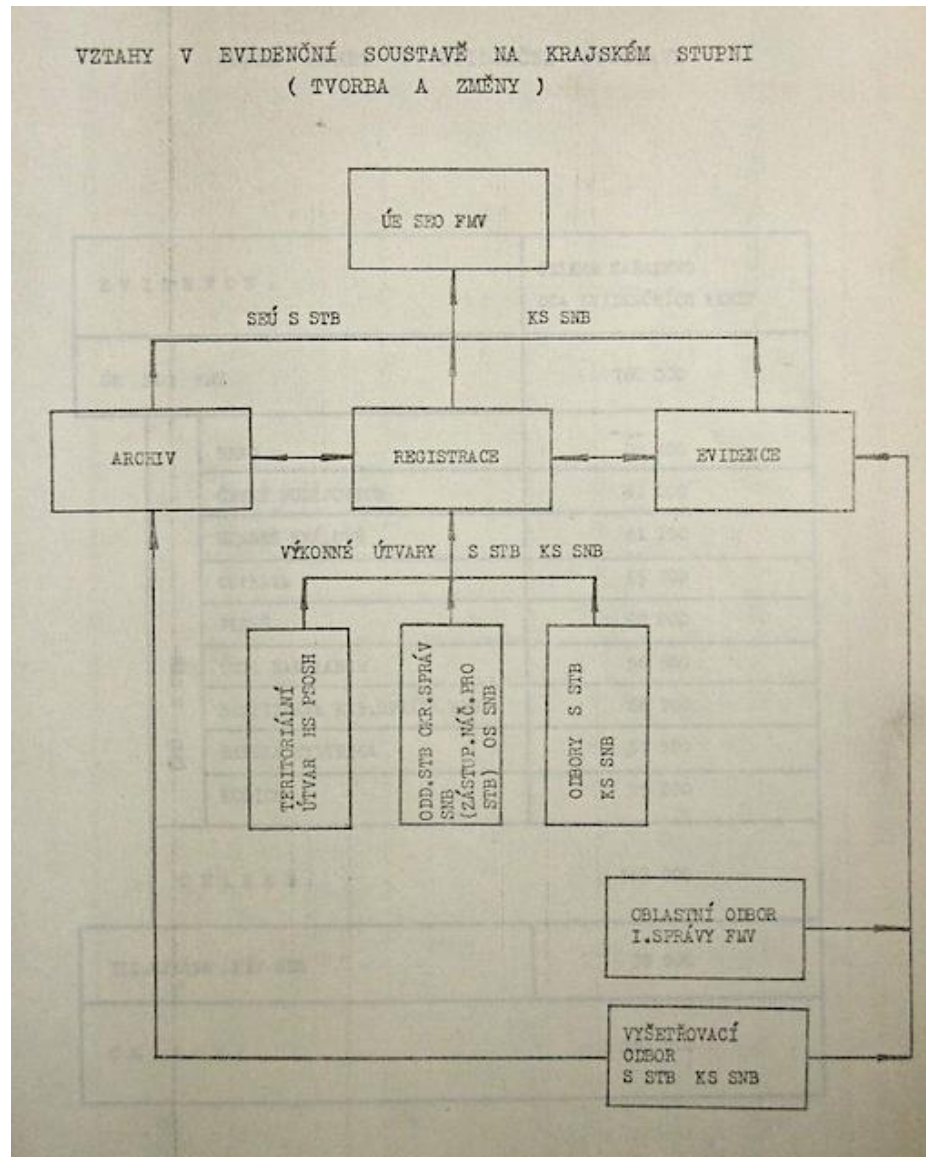 VZTAHY V EVIDENČNÍ SOUSTAVĚ NA KRAJSKÉM STUPNI
( TVORBA A ZMĚNY )
ÚE SEO FMV
SEÚ S STB KS SNB
ARCHIV
REGISTRACE
EVIDENCE
VÝKONNÉ ÚTVARY S STB KS SNB
TERITORIÁLNÍ
ÚTVAR HS PSOSH
ODD.STB OKR.SPRÁV
SNB
(ZÁSTUP.NÁČ.PRO
STB) OS SNB
ODBORY S STB
KS SNB
OBLASTNÍ ODBOR
I.SPRÁVY FMV
VYŠETŘOVACÍ
ODBOR
S STB KS SNB